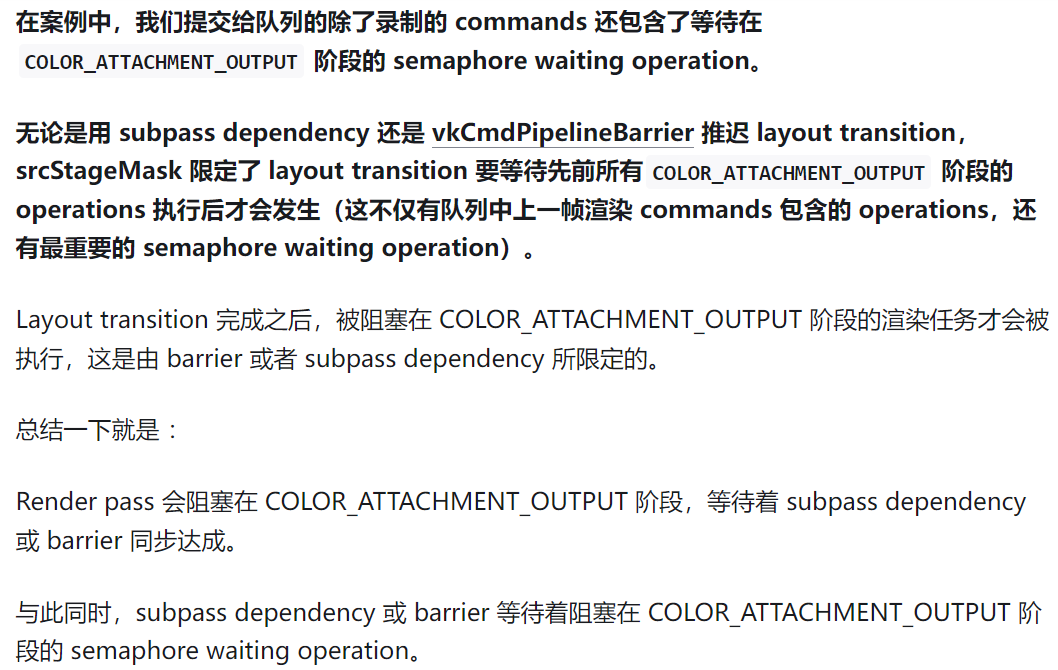 在案例中，我们提交给队列的除了录制的 commands 还包含了等待在
COLOR_ATTACHMENT_OUTPUT 阶段的 semaphore waiting operation。
无论是用 subpass dependency 还是 vkCmdPipelineBarrier 推迟 layout transition，
srcStageMask 限定了 layout transition 要等待先前所有 COLOR_ATTACHMENT_OUTPUT 阶段的
operations 执行后才会发生（这不仅有队列中上一帧渲染 commands 包含的 operations，还
有最重要的 semaphore waiting operation）。
Layout transition 完成之后，被阻塞在 COLOR_ATTACHMENT_OUTPUT 阶段的渲染任务才会被
执行，这是由 barrier 或者 subpass dependency 所限定的。
总结一下就是 ：
Render pass 会阻塞在 COLOR_ATTACHMENT_OUTPUT 阶段，等待着 subpass dependency
或 barrier 同步达成。
与此同时，subpass dependency 或 barrier 等待着阻塞在 COLOR_ATTACHMENT_OUTPUT 阶
段的 semaphore waiting operation。